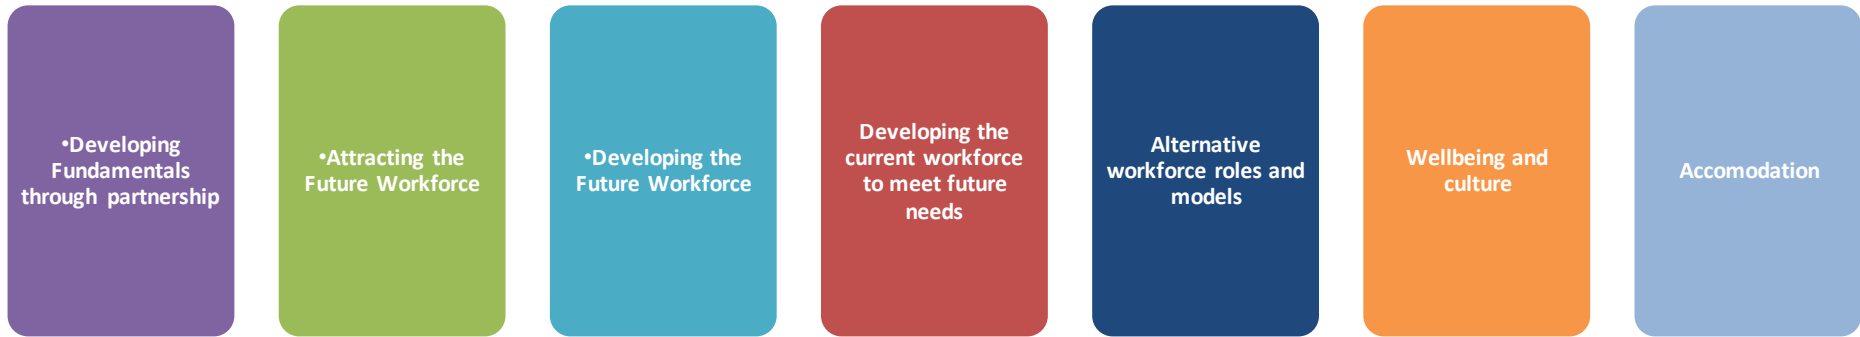 •Developing
Fundamentals
through partnership
•Attracting the
Future Workforce
•Developing the
Future Workforce
Developing the
current workforce
to meet future
needs
Alternative
workforce roles and
models
Wellbeing and
culture
Accomodation